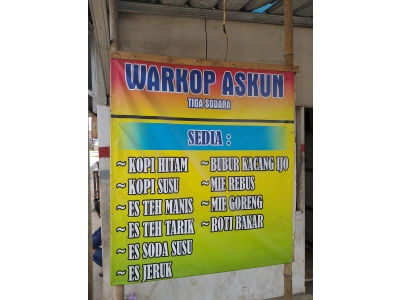 WARKOP ASKUN
TIGA SODARA
SEDIA :
~ KOPI HITAM
~ KOPI SUSU
~ ES TEH MANIS
~ ES TEH TARIK
~ ES SODA SUSU
~ ES JERUK
~ BUBUR KACANG IJO
~ MIE REBUS
~ MIE GORENG
~ ROTI BAKAR